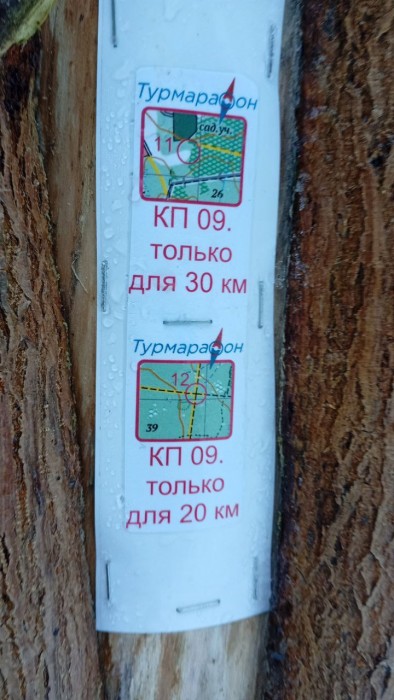 Турмарафон
сад.уч.
11
26
КП 09.
только
для 30 км
Турмарафон
12
39
КП 09.
только
для 20 км